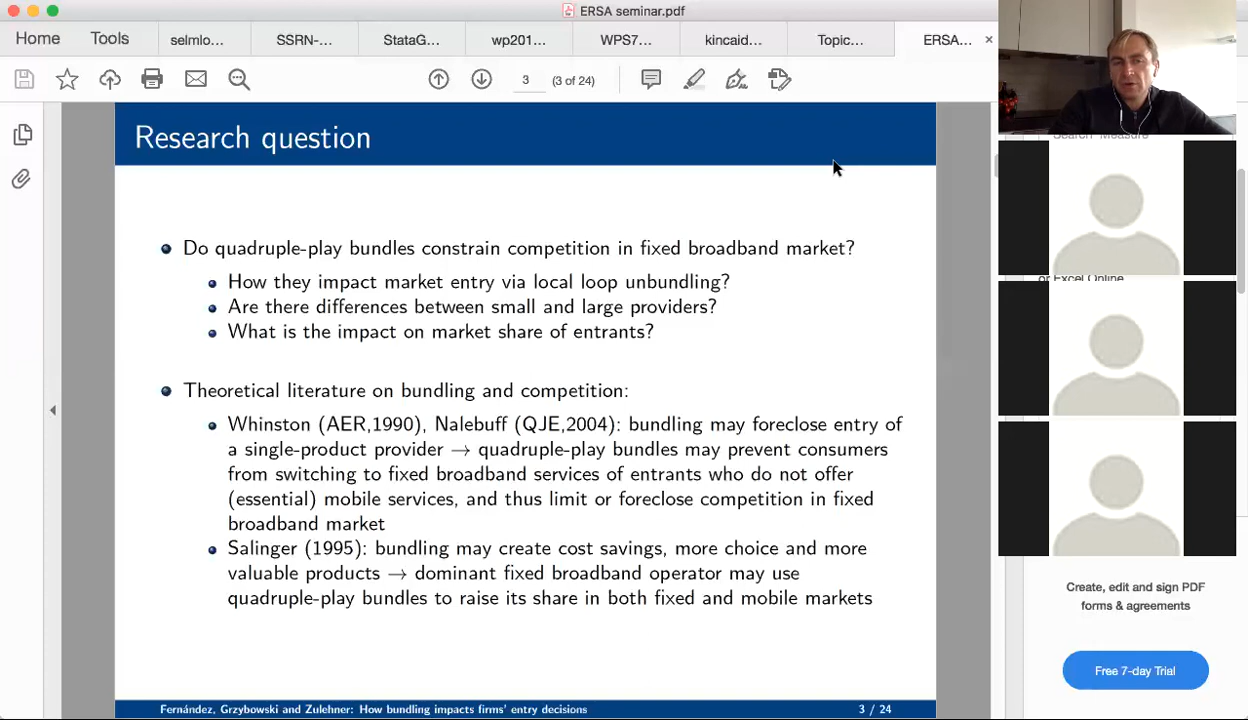 ERSA seminar.pdf
Home Tools selmlo... SSRN-... StataG... wp201... WPS7... kincaid... Topic... ERSA... ×
3 (3 of 24)
Research question
Do quadruple-play bundles constrain competition in fixed broadband market?
How they impact market entry via local loop unbundling?
Are there differences between small and large providers?
What is the impact on market share of entrants?
Theoretical literature on bundling and competition:
Whinston (AER,1990), Nalebuff (QJE,2004): bundling may foreclose entry of
a single-product provider → quadruple-play bundles may prevent consumers
from switching to fixed broadband services of entrants who do not offer
(essential) mobile services, and thus limit or foreclose competition in fixed
broadband market
Salinger (1995): bundling may create cost savings, more choice and more
valuable products → dominant fixed broadband operator may use
quadruple-play bundles to raise its share in both fixed and mobile markets
Fernández, Grzybowski and Zulehner: How bundling impacts firms' entry decisions 3 / 24
Search 'Measure'
or Excel Online
Create, edit and sign PDF
forms & agreements
Free 7-day Trial